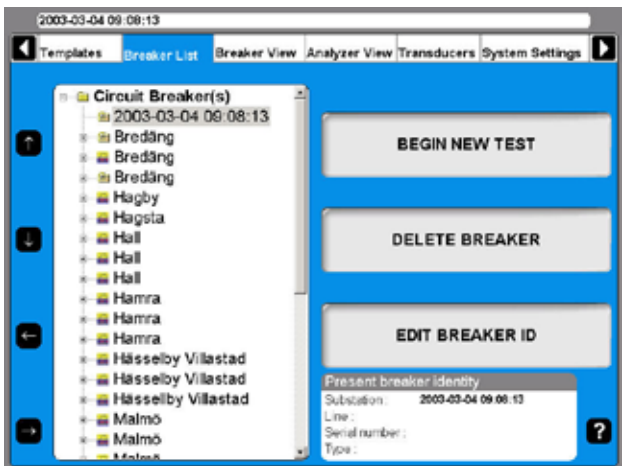 2003-03-04 09:08:13
Templates Breaker List Breaker View Analyzer View Transducers System Settings
Circuit Breaker(s)
2003-03-04 09:08:13
Bredäng
Bredäng
Bredäng
Hagby
Hagsta
Hall
Hall
Hall
Hamra
Hamra
Hamra
Hässelby Villastad
Hässelby Villastad
Hässelby Villastad
Malmö
Malmö
Malmö
BEGIN NEW TEST
DELETE BREAKER
EDIT BREAKER ID
Present breaker identity
Substation: 2003-03-04 09:08:13
Line:
Serial number:
Type:
?